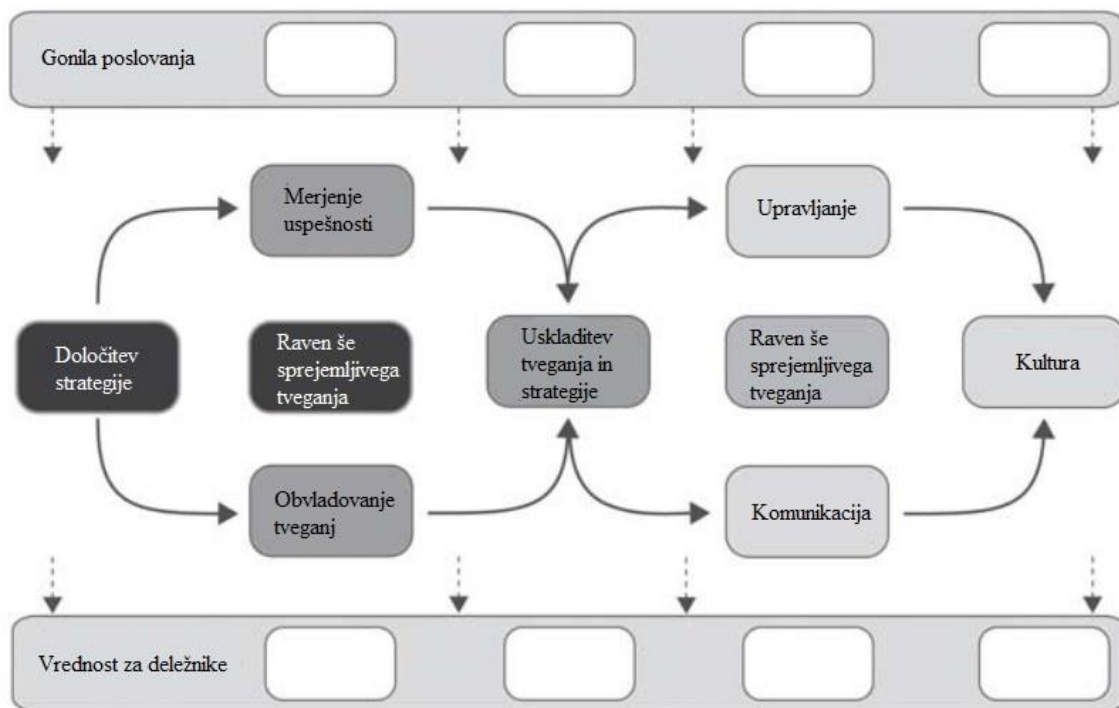 Gonila poslovanja
Merjenje
uspešnosti
Upravljanje
Določitev
strategije
Raven še
sprejemljivega
tveganja
Uskladitev
tveganja in
strategije
Raven še
sprejemljivega
tveganja
Kultura
Obvladovanje
tveganj
Komunikacija
Vrednost za deležnike